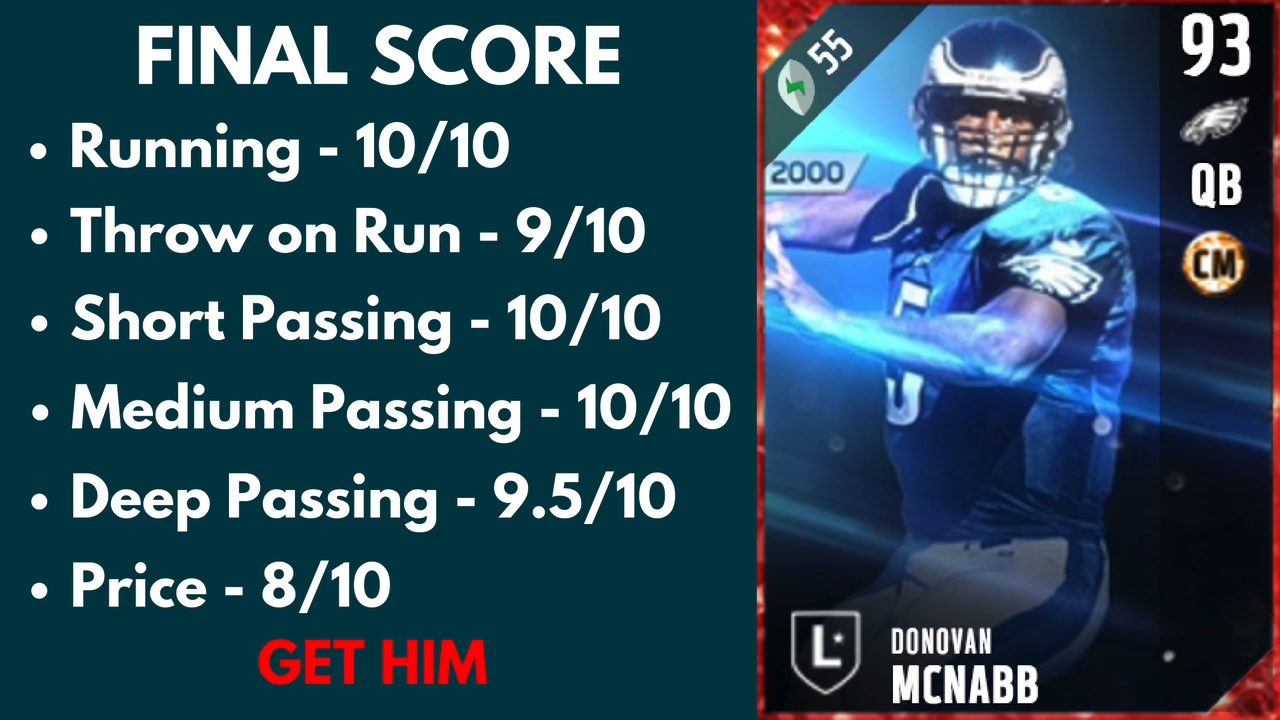 FINAL SCORE
• Running - 10/10
• Throw on Run - 9/10
• Short Passing - 10/10
• Medium Passing - 10/10
• Deep Passing - 9.5/10
• Price - 8/10
GET HIM
55
2000
93
QB
CM
5
L
DONOVAN
MCNABB